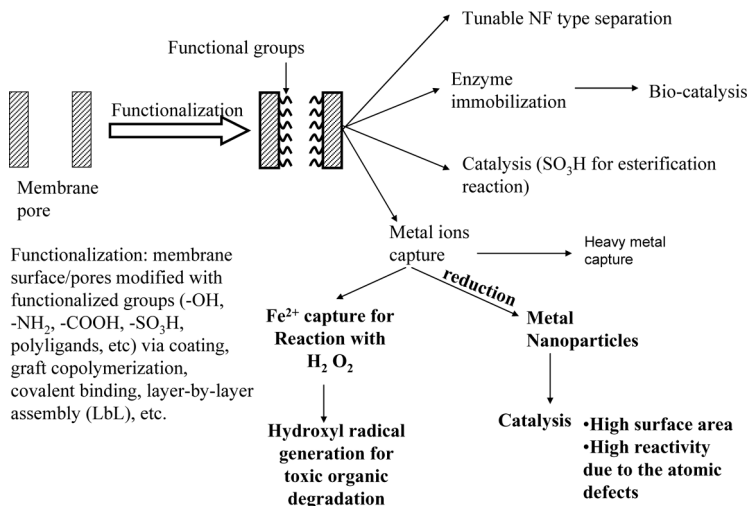 Tunable NF type separation
Functional groups
Enzyme
immobilization
Bio-catalysis
Functionalization
Catalysis (SO₃H for esterification
reaction)
Membrane
pore
Metal ions
capture
Heavy metal
capture
reduction
Functionalization: membrane
surface/pores modified with
functionalized groups (-OH,
-NH₂, -COOH, -SO₃H,
polyligands, etc) via coating,
graft copolymerization,
covalent binding, layer-by-layer
assembly (LbL), etc.
Fe²⁺ capture for
Reaction with
H₂ O₂
Metal
Nanoparticles
Hydroxyl radical
generation for
toxic organic
degradation
Catalysis
•High surface area
•High reactivity
due to the atomic
defects